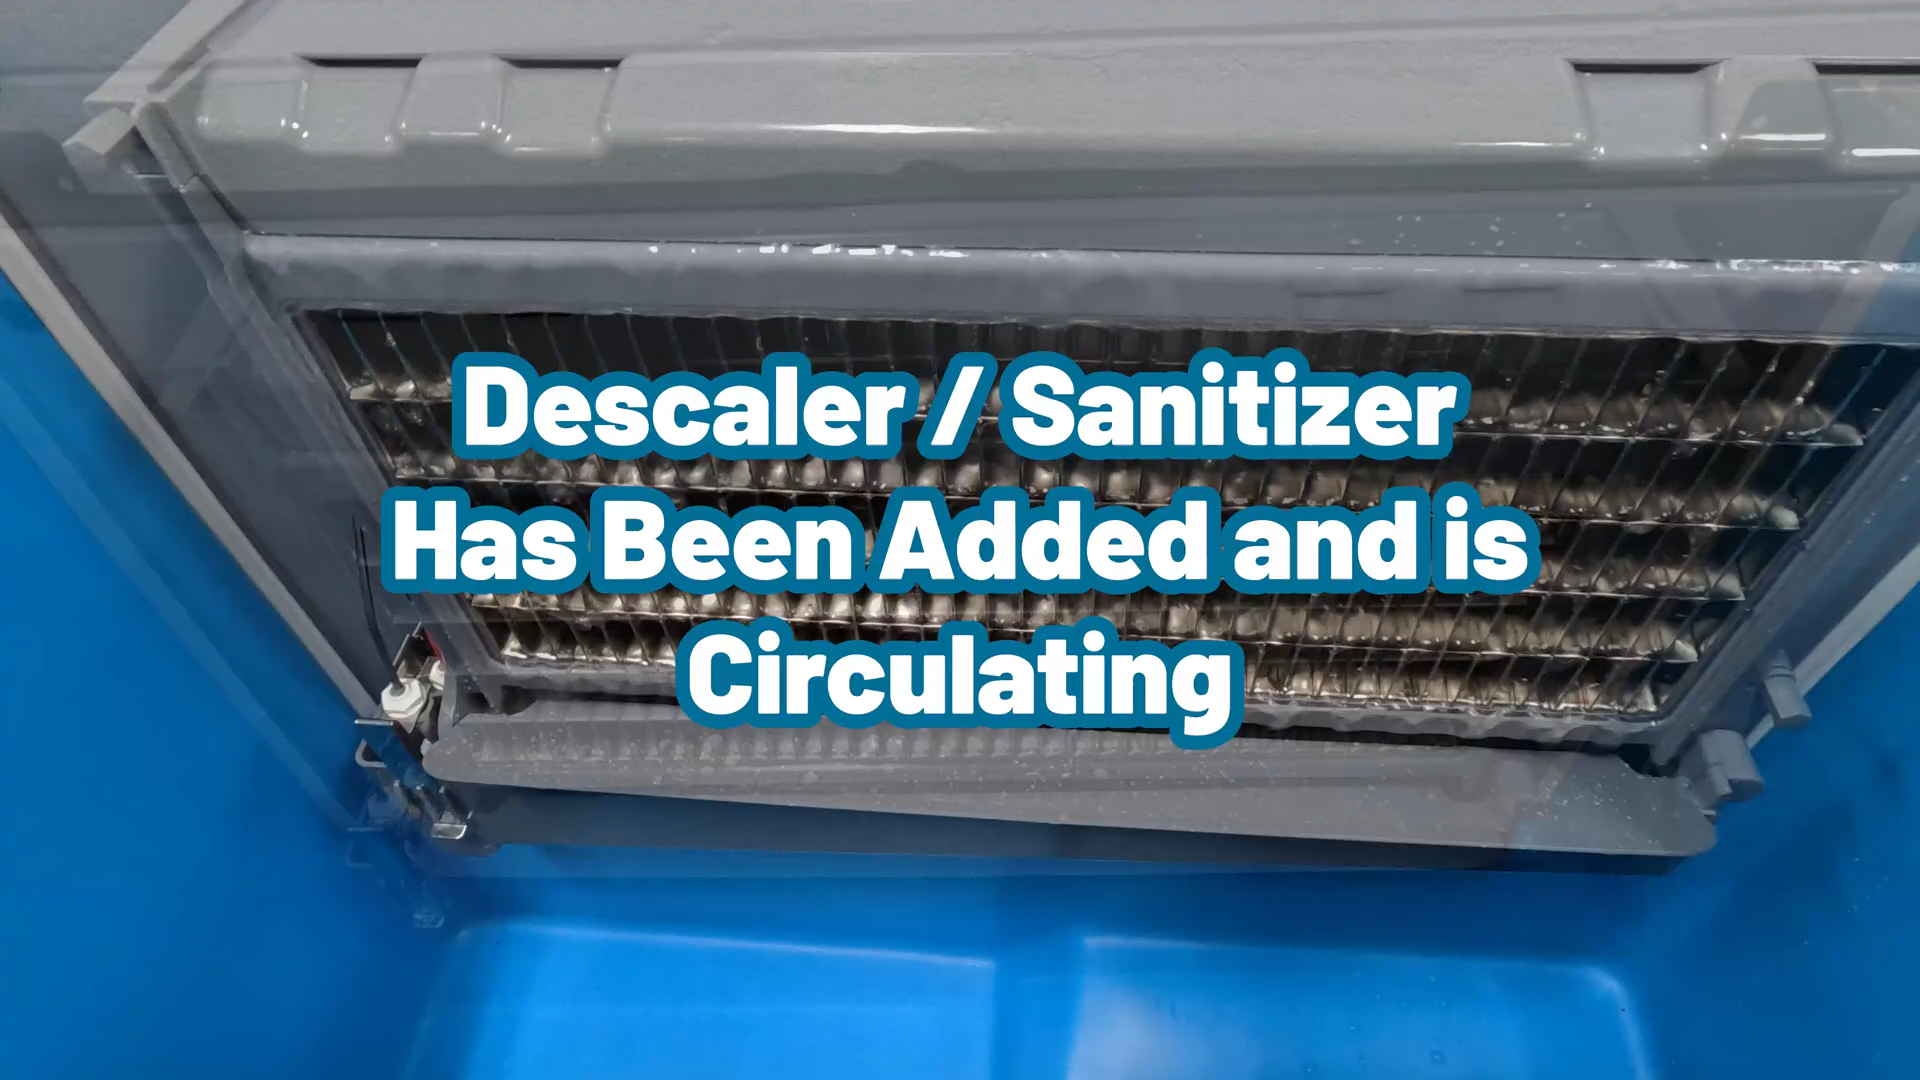 Descaler / Sanitizer
Has Been Added and is
Circulating